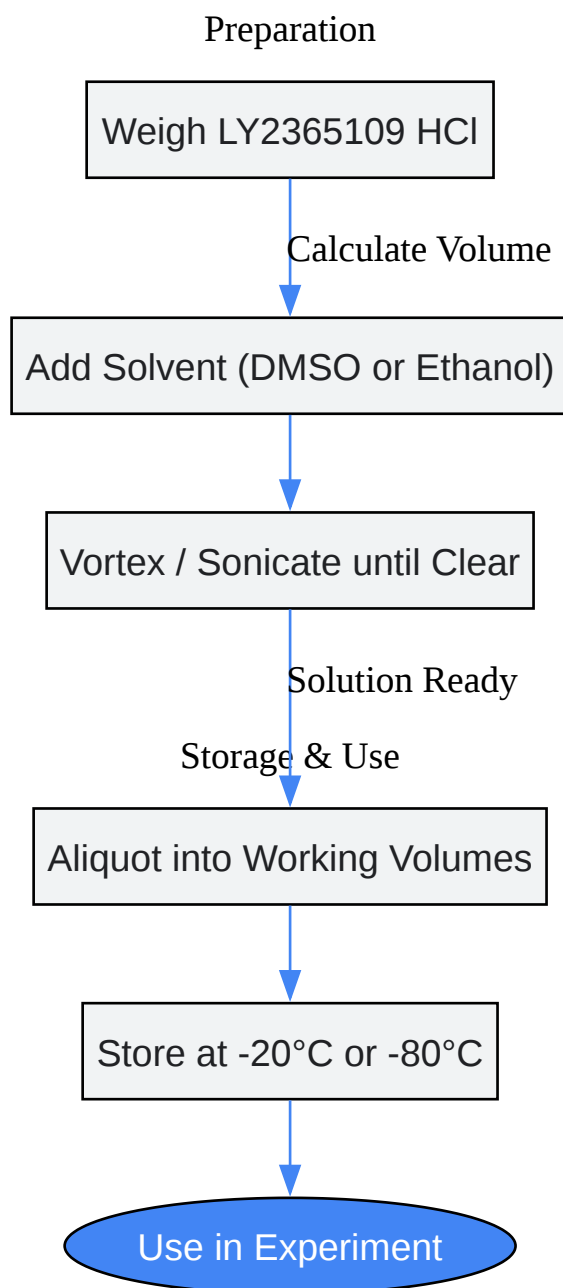 Preparation
Weigh LY2365109 HCl
Calculate Volume
Add Solvent (DMSO or Ethanol)
Vortex / Sonicate until Clear
Solution Ready
Storage & Use
Aliquot into Working Volumes
Store at -20°C or -80°C
Use in Experiment